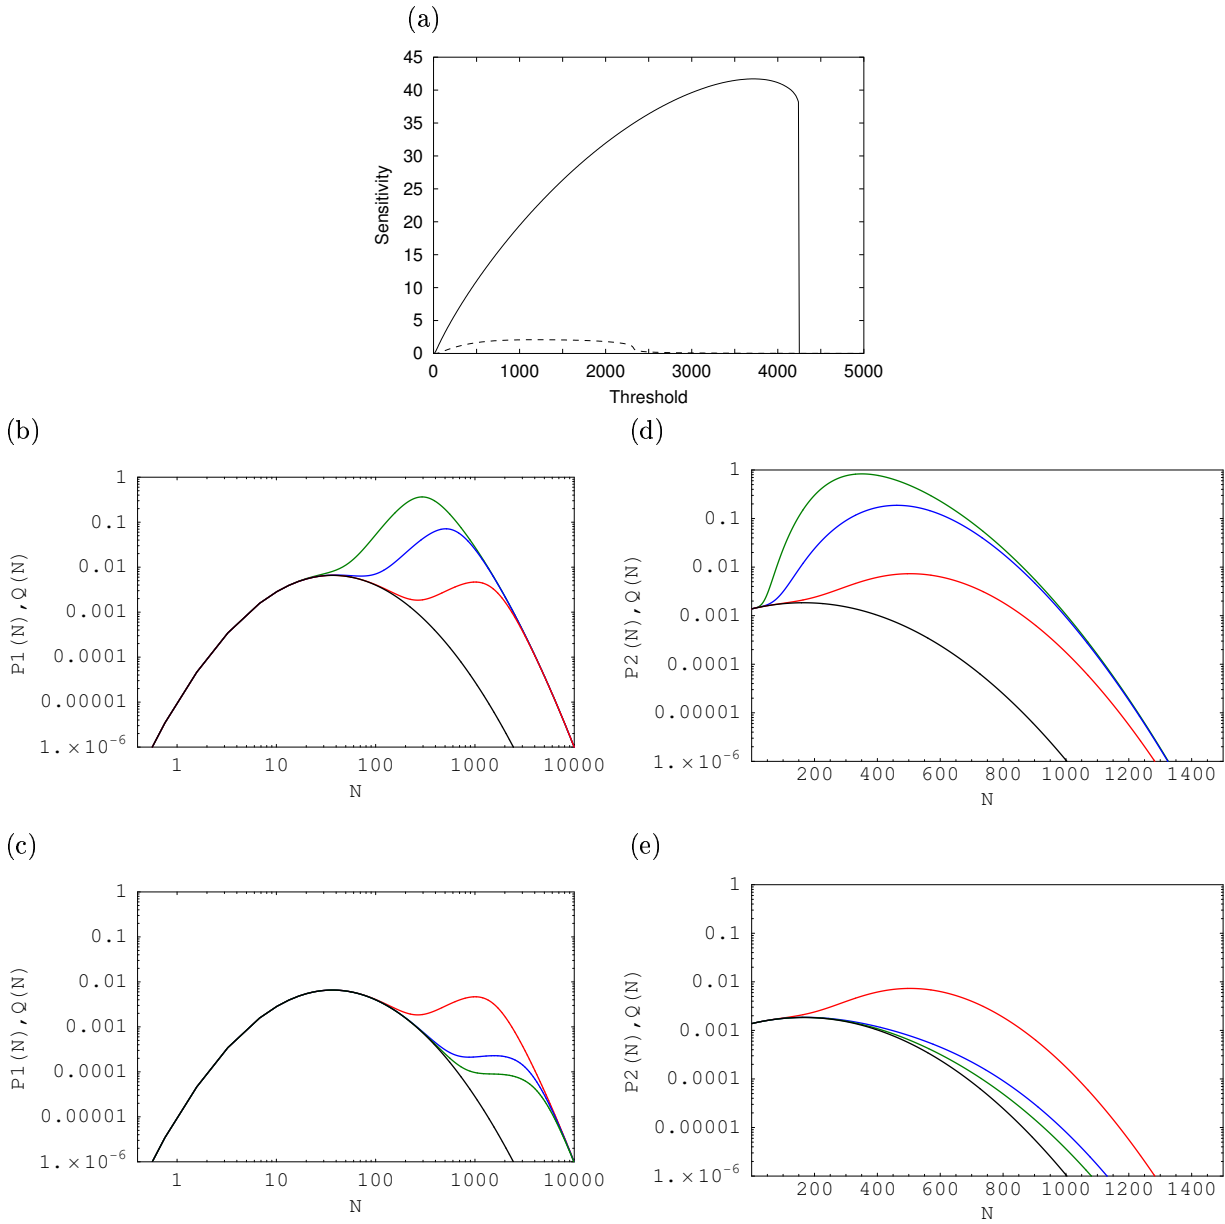 (a)
45
40
35
30
25
20
15
10
5
0
Sensitivity
0 1000 2000 3000 4000 5000
Threshold
(b)
1
0.1
0.01
0.001
0.0001
0.00001
1.×10⁻⁶
P1(N),Q(N)
1 10 100 1000 10000
N
(d)
1
0.1
0.01
0.001
0.0001
0.00001
1.×10⁻⁶
P2(N),Q(N)
200 400 600 800 1000 1200 1400
N
(c)
1
0.1
0.01
0.001
0.0001
0.00001
1.×10⁻⁶
P1(N),Q(N)
1 10 100 1000 10000
N
(e)
1
0.1
0.01
0.001
0.0001
0.00001
1.×10⁻⁶
P2(N),Q(N)
200 400 600 800 1000 1200 1400
N